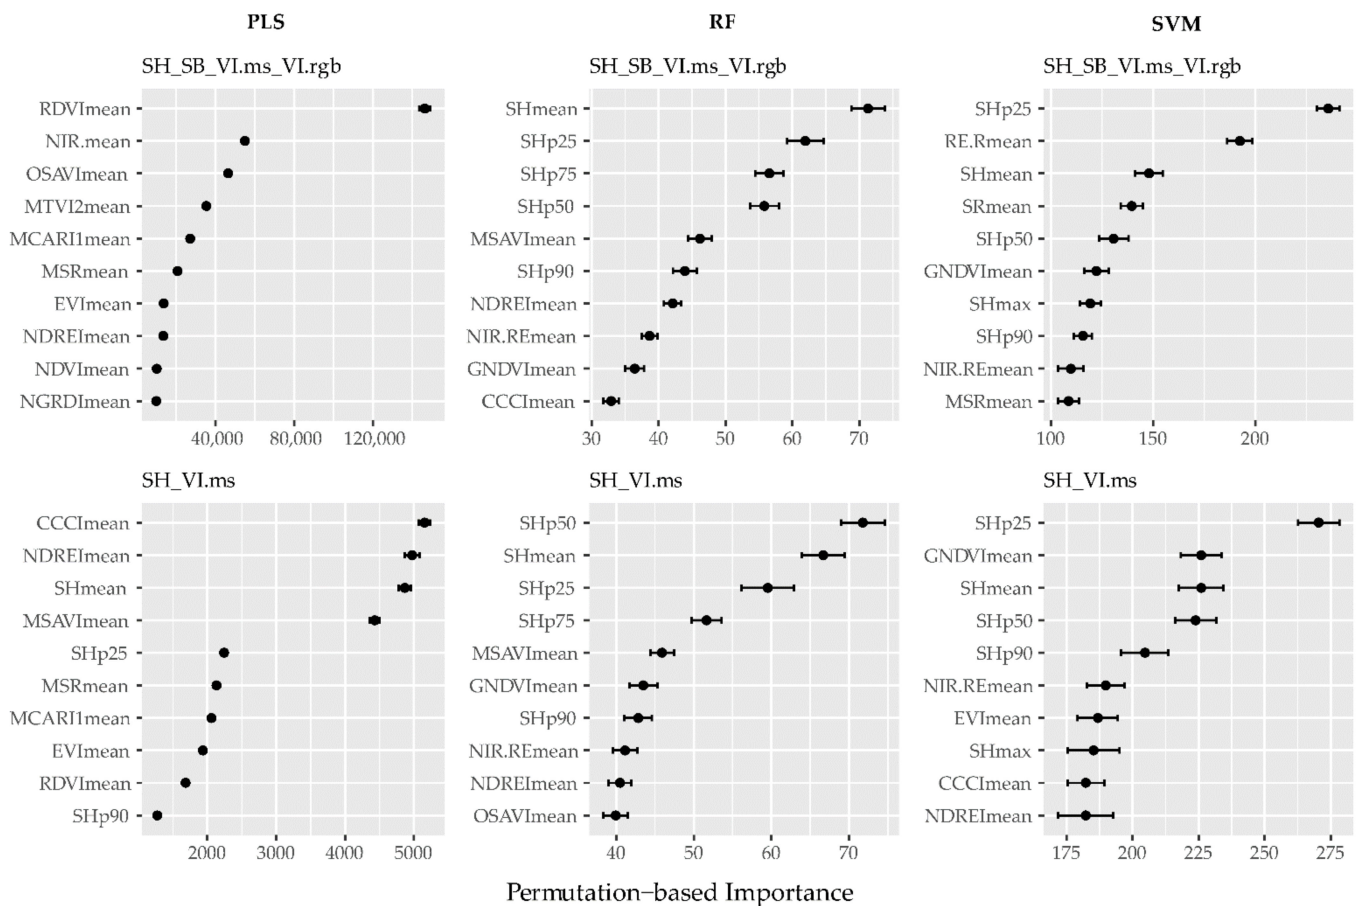 PLS
RF
SVM
SH_SB_VI.ms_VI.rgb
RDVImean
NIR.mean
OSAVImean
MTVI2mean
MCARI1mean
MSRmean
EVImean
NDREImean
NDVImean
NGRDImean
40,000
80,000
120,000
SH_SB_VI.ms_VI.rgb
SHmean
SHp25
SHp75
SHp50
MSAVImean
SHp90
NDREImean
NIR.REmean
GNDVImean
CCCImean
30
40
50
60
70
SH_SB_VI.ms_VI.rgb
SHp25
RE.Rmean
SHmean
SRmean
SHp50
GNDVImean
SHmax
SHp90
NIR.REmean
MSRmean
100
150
200
SH_VI.ms
CCCImean
NDREImean
SHmean
MSAVImean
SHp25
MSRmean
MCARI1mean
EVImean
RDVImean
SHp90
2000
3000
4000
5000
SH_VI.ms
SHp50
SHmean
SHp25
SHp75
MSAVImean
GNDVImean
SHp90
NIR.REmean
NDREImean
OSAVImean
40
50
60
70
SH_VI.ms
SHp25
GNDVImean
SHmean
SHp50
SHp90
NIR.REmean
EVImean
SHmax
CCCImean
NDREImean
175
200
225
250
275
Permutation−based Importance